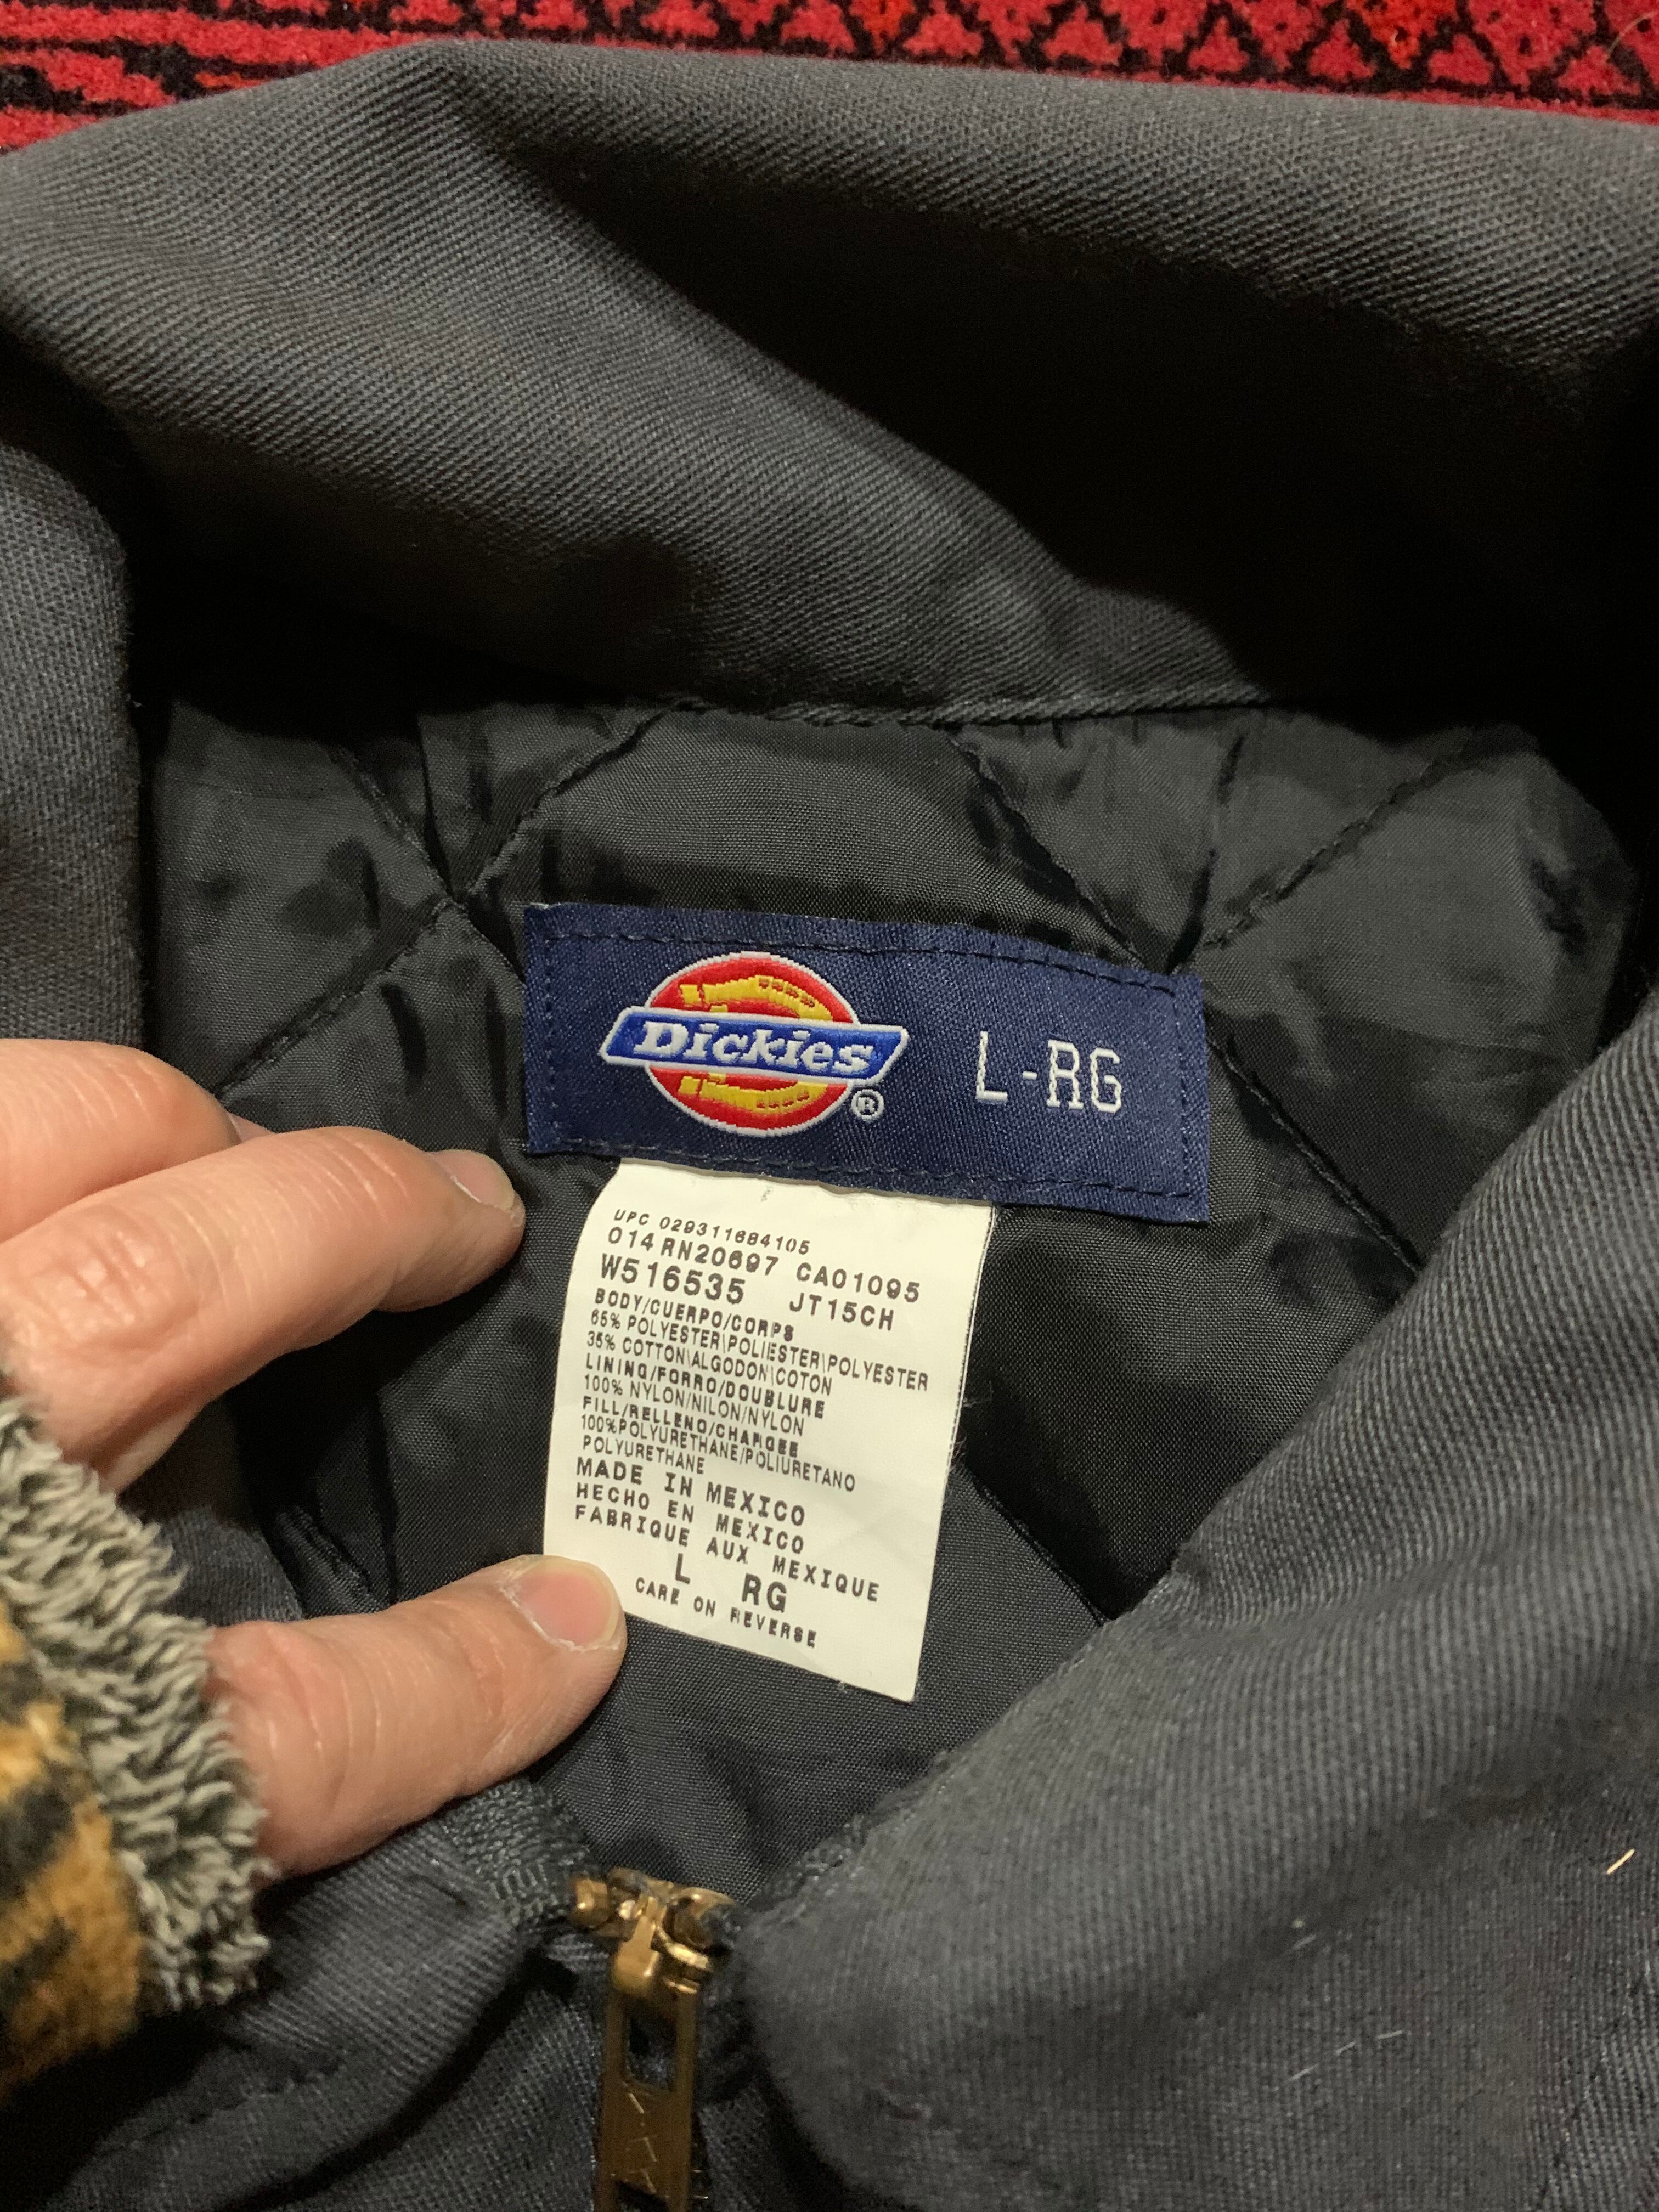 Dickies ® L-RG
UPC 029311684105
014 RN20697 CA01095
W516535 JT15CH
BODY/CUERPO/CORPS
65% POLYESTER\POLIESTER\POLYESTER
35% COTTON\ALGODON\COTON
LINING/FORRO/DOUBLURE
100% NYLON/NILON/NYLON
FILL/RELLENO/CHARGEE
100%POLYURETHANE/POLIURETANO
POLYURETHANE
MADE IN MEXICO
HECHO EN MEXICO
FABRIQUE AUX MEXIQUE
L RG
CARE ON REVERSE